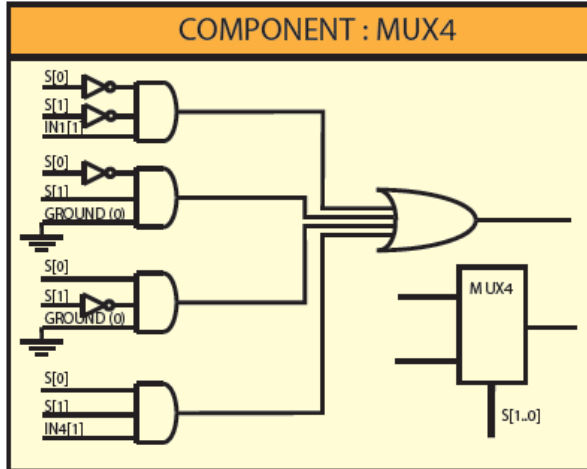 COMPONENT : MUX4
S[0]
S[1]
IN1[1]
S[0]
S[1]
GROUND (0)
S[0]
S[1]
GROUND (0)
S[0]
S[1]
IN4[1]
MUX4
S[1..0]